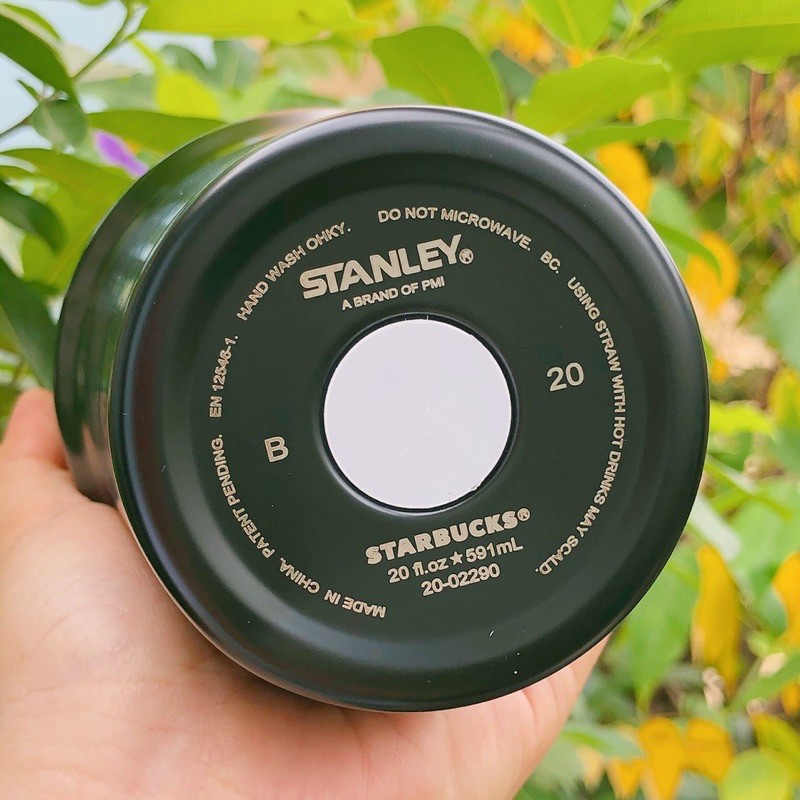 HAND WASH OHKY. DO NOT MICROWAVE. BC. USING STRAW WITH HOT DRINKS MAY SCALD.
STANLEY®
A BRAND OF PMI
B
20
STARBUCKS®
20 fl.oz★591mL
20-02290
MADE IN CHINA. PATENT PENDING. EN 12546-1.